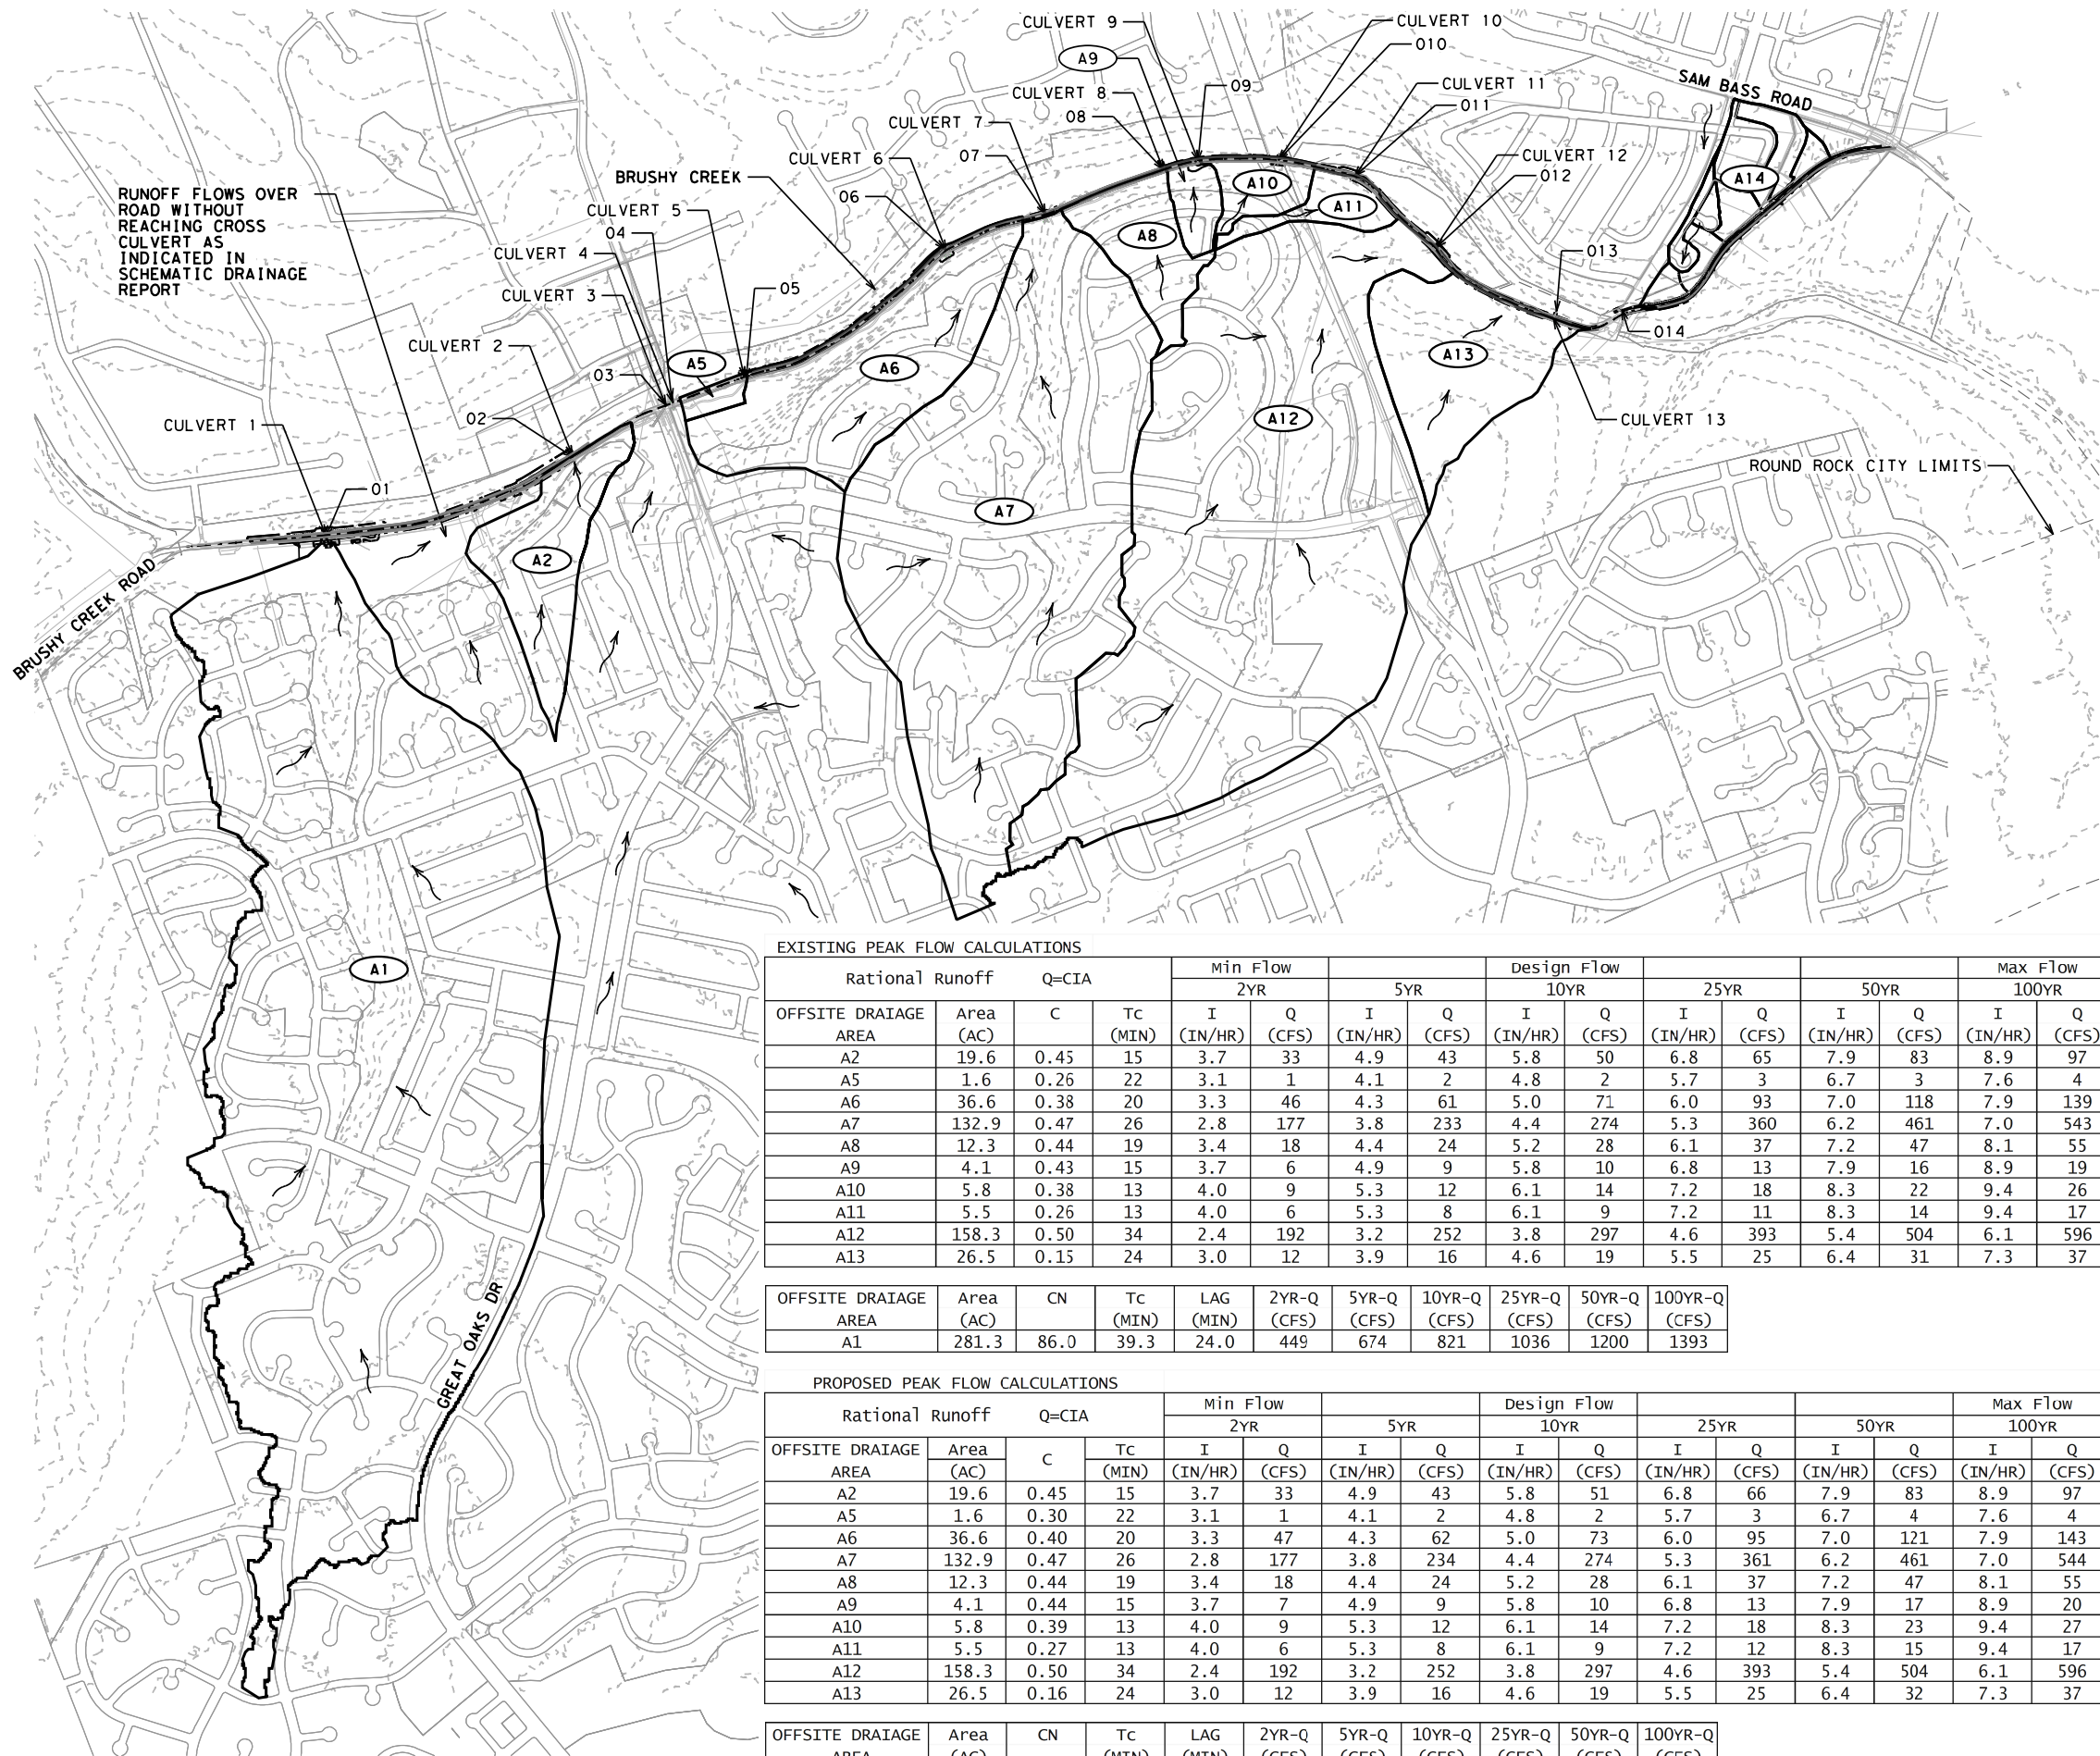 CULVERT 9
CULVERT 10
A9
010
SAM BASS ROAD
CULVERT 8
09
CULVERT 11
08
011
CULVERT 7
CULVERT 6
07
CULVERT 12
RUNOFF FLOWS OVER
ROAD WITHOUT
REACHING CROSS
CULVERT AS
INDICATED IN
SCHEMATIC DRAINAGE
REPORT
BRUSHY CREEK
012
A10
A14
06
CULVERT 5
A11
04
A8
CULVERT 4
013
CULVERT 3
05
014
CULVERT 2
A5
A6
A13
03
02
A12
CULVERT 13
CULVERT 1
ROUND ROCK CITY LIMITS
01
A7
A2
BRUSHY CREEK ROAD
A1
GREAT OAKS DR
EXISTING PEAK FLOW CALCULATIONS
Rational Runoff Q=CIA Min Flow Design Flow Max Flow
2YR 5YR 10YR 25YR 50YR 100YR
OFFSITE DRAIAGE Area C Tc I Q I Q I Q I Q I Q I Q
AREA (AC) (MIN) (IN/HR) (CFS) (IN/HR) (CFS) (IN/HR) (CFS) (IN/HR) (CFS) (IN/HR) (CFS) (IN/HR) (CFS)
A2 19.6 0.45 15 3.7 33 4.9 43 5.8 50 6.8 65 7.9 83 8.9 97
A5 1.6 0.26 22 3.1 1 4.1 2 4.8 2 5.7 3 6.7 3 7.6 4
A6 36.6 0.38 20 3.3 46 4.3 61 5.0 71 6.0 93 7.0 118 7.9 139
A7 132.9 0.47 26 2.8 177 3.8 233 4.4 274 5.3 360 6.2 461 7.0 543
A8 12.3 0.44 19 3.4 18 4.4 24 5.2 28 6.1 37 7.2 47 8.1 55
A9 4.1 0.43 15 3.7 6 4.9 9 5.8 10 6.8 13 7.9 16 8.9 19
A10 5.8 0.38 13 4.0 9 5.3 12 6.1 14 7.2 18 8.3 22 9.4 26
A11 5.5 0.26 13 4.0 6 5.3 8 6.1 9 7.2 11 8.3 14 9.4 17
A12 158.3 0.50 34 2.4 192 3.2 252 3.8 297 4.6 393 5.4 504 6.1 596
A13 26.5 0.15 24 3.0 12 3.9 16 4.6 19 5.5 25 6.4 31 7.3 37
OFFSITE DRAIAGE Area CN Tc LAG 2YR-Q 5YR-Q 10YR-Q 25YR-Q 50YR-Q 100YR-Q
AREA (AC) (MIN) (MIN) (CFS) (CFS) (CFS) (CFS) (CFS) (CFS)
A1 281.3 86.0 39.3 24.0 449 674 821 1036 1200 1393
PROPOSED PEAK FLOW CALCULATIONS
Rational Runoff Q=CIA Min Flow Design Flow Max Flow
2YR 5YR 10YR 25YR 50YR 100YR
OFFSITE DRAIAGE Area C Tc I Q I Q I Q I Q I Q I Q
AREA (AC) (MIN) (IN/HR) (CFS) (IN/HR) (CFS) (IN/HR) (CFS) (IN/HR) (CFS) (IN/HR) (CFS) (IN/HR) (CFS)
A2 19.6 0.45 15 3.7 33 4.9 43 5.8 51 6.8 66 7.9 83 8.9 97
A5 1.6 0.30 22 3.1 1 4.1 2 4.8 2 5.7 3 6.7 4 7.6 4
A6 36.6 0.40 20 3.3 47 4.3 62 5.0 73 6.0 95 7.0 121 7.9 143
A7 132.9 0.47 26 2.8 177 3.8 234 4.4 274 5.3 361 6.2 461 7.0 544
A8 12.3 0.44 19 3.4 18 4.4 24 5.2 28 6.1 37 7.2 47 8.1 55
A9 4.1 0.44 15 3.7 7 4.9 9 5.8 10 6.8 13 7.9 17 8.9 20
A10 5.8 0.39 13 4.0 9 5.3 12 6.1 14 7.2 18 8.3 23 9.4 27
A11 5.5 0.27 13 4.0 6 5.3 8 6.1 9 7.2 12 8.3 15 9.4 17
A12 158.3 0.50 34 2.4 192 3.2 252 3.8 297 4.6 393 5.4 504 6.1 596
A13 26.5 0.16 24 3.0 12 3.9 16 4.6 19 5.5 25 6.4 32 7.3 37
OFFSITE DRAIAGE Area CN Tc LAG 2YR-Q 5YR-Q 10YR-Q 25YR-Q 50YR-Q 100YR-Q